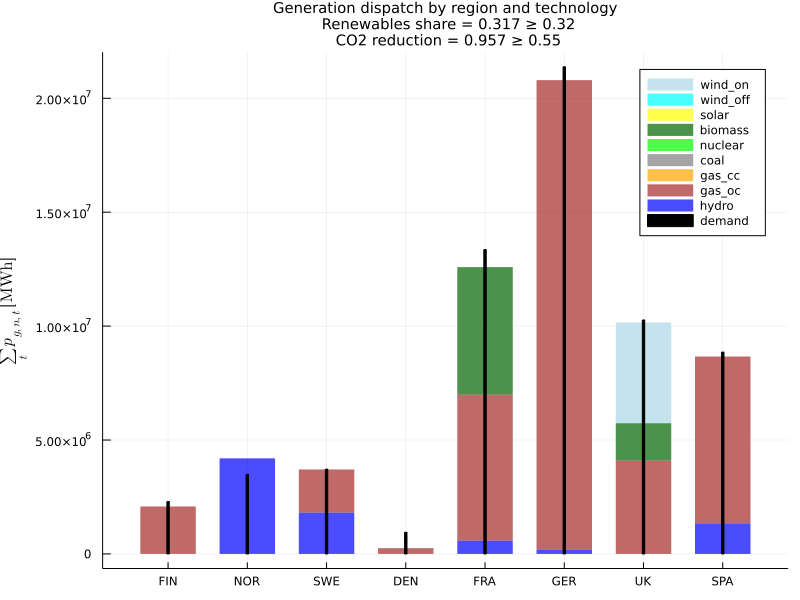 Generation dispatch by region and technology
Renewables share = 0.317 ≥ 0.32
CO2 reduction = 0.957 ≥ 0.55
∑ₜ p_{g,n,t} [MWh]
2.00×10⁷
1.50×10⁷
1.00×10⁷
5.00×10⁶
0
wind_on
wind_off
solar
biomass
nuclear
coal
gas_cc
gas_oc
hydro
demand
FIN NOR SWE DEN FRA GER UK SPA